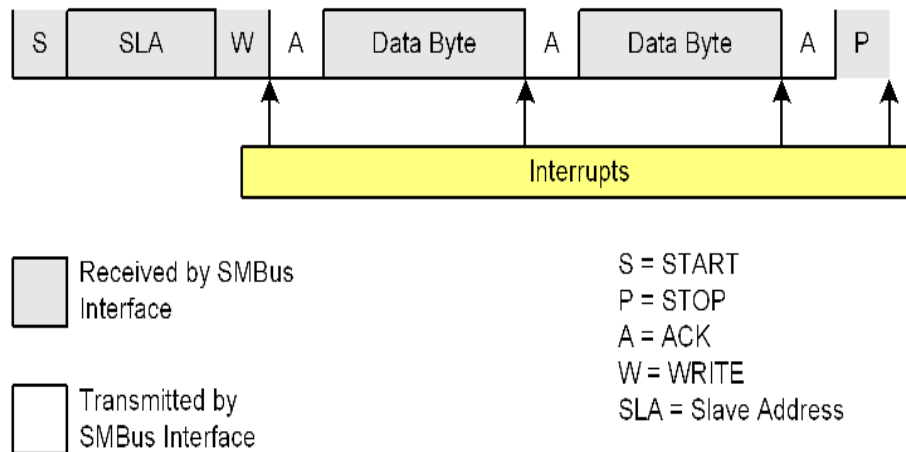 S SLA W A Data Byte A Data Byte A P
Interrupts
Received by SMBus
Interface
Transmitted by
SMBus Interface
S = START
P = STOP
A = ACK
W = WRITE
SLA = Slave Address